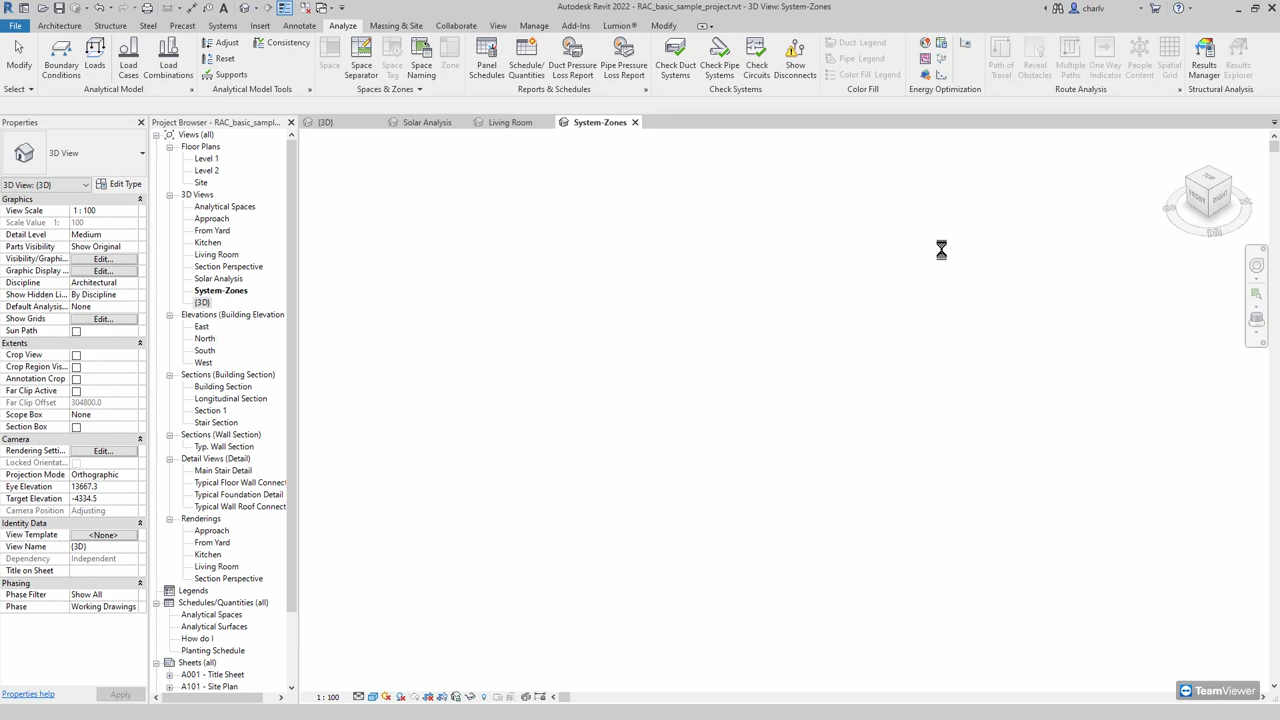 Autodesk Revit 2022 - RAC_basic_sample_project.rvt - 3D View: System-Zones
charlv
File Architecture Structure Steel Precast Systems Insert Annotate Analyze Massing & Site Collaborate View Manage Add-Ins Lumion® Modify
Modify
Boundary Conditions
Loads
Load Cases
Load Combinations
Adjust
Reset
Supports
Consistency
Space
Space Separator
Space Tag
Space Naming
Zone
Panel Schedules
Schedule/ Quantities
Duct Pressure Loss Report
Pipe Pressure Loss Report
Check Duct Systems
Check Pipe Systems
Check Circuits
Show Disconnects
Duct Legend
Pipe Legend
Color Fill Legend
Path of Travel
Reveal Obstacles
Multiple Paths
One Way Indicator
People Content
Spatial Grid
Results Manager
Results Explorer
Select
Analytical Model
Analytical Model Tools
Spaces & Zones
Reports & Schedules
Check Systems
Color Fill
Energy Optimization
Route Analysis
Structural Analysis
Properties
3D View
3D View: {3D}
Edit Type
Graphics
View Scale 1 : 100
Scale Value 1: 100
Detail Level Medium
Parts Visibility Show Original
Visibility/Graphi... Edit...
Graphic Display ... Edit...
Discipline Architectural
Show Hidden Li... By Discipline
Default Analysis... None
Show Grids Edit...
Sun Path
Extents
Crop View
Crop Region Vis...
Annotation Crop
Far Clip Active
Far Clip Offset 304800.0
Scope Box None
Section Box
Camera
Rendering Setti... Edit...
Locked Orientat...
Projection Mode Orthographic
Eye Elevation 13667.3
Target Elevation -4334.5
Camera Position Adjusting
Identity Data
View Template <None>
View Name {3D}
Dependency Independent
Title on Sheet
Phasing
Phase Filter Show All
Phase Working Drawings
Properties help
Apply
Project Browser - RAC_basic_sampl...
Views (all)
Floor Plans
Level 1
Level 2
Site
3D Views
Analytical Spaces
Approach
From Yard
Kitchen
Living Room
Section Perspective
Solar Analysis
System-Zones
{3D}
Elevations (Building Elevation
East
North
South
West
Sections (Building Section)
Building Section
Longitudinal Section
Section 1
Stair Section
Sections (Wall Section)
Typ. Wall Section
Detail Views (Detail)
Main Stair Detail
Typical Floor Wall Connect
Typical Foundation Detail
Typical Wall Roof Connect
Renderings
Approach
From Yard
Kitchen
Living Room
Section Perspective
Legends
Schedules/Quantities (all)
Analytical Spaces
Analytical Surfaces
How do I
Planting Schedule
Sheets (all)
A001 - Title Sheet
A101 - Site Plan
{3D}
Solar Analysis
Living Room
System-Zones
TOP
FRONT
RIGHT
1 : 100
TeamViewer